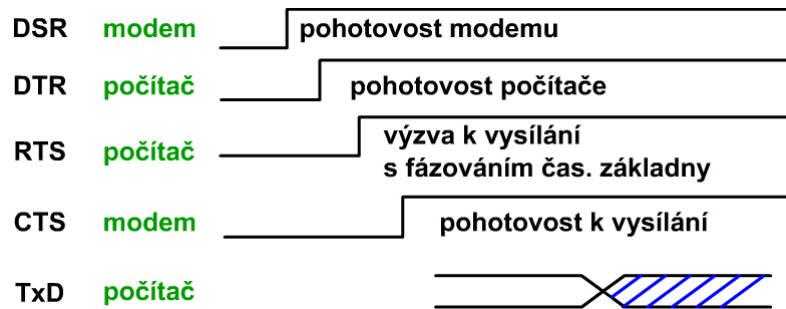 DSR modem pohotovost modemu
DTR počítač pohotovost počítače
RTS počítač výzva k vysílání
s fázováním čas. základny
CTS modem pohotovost k vysílání
TxD počítač